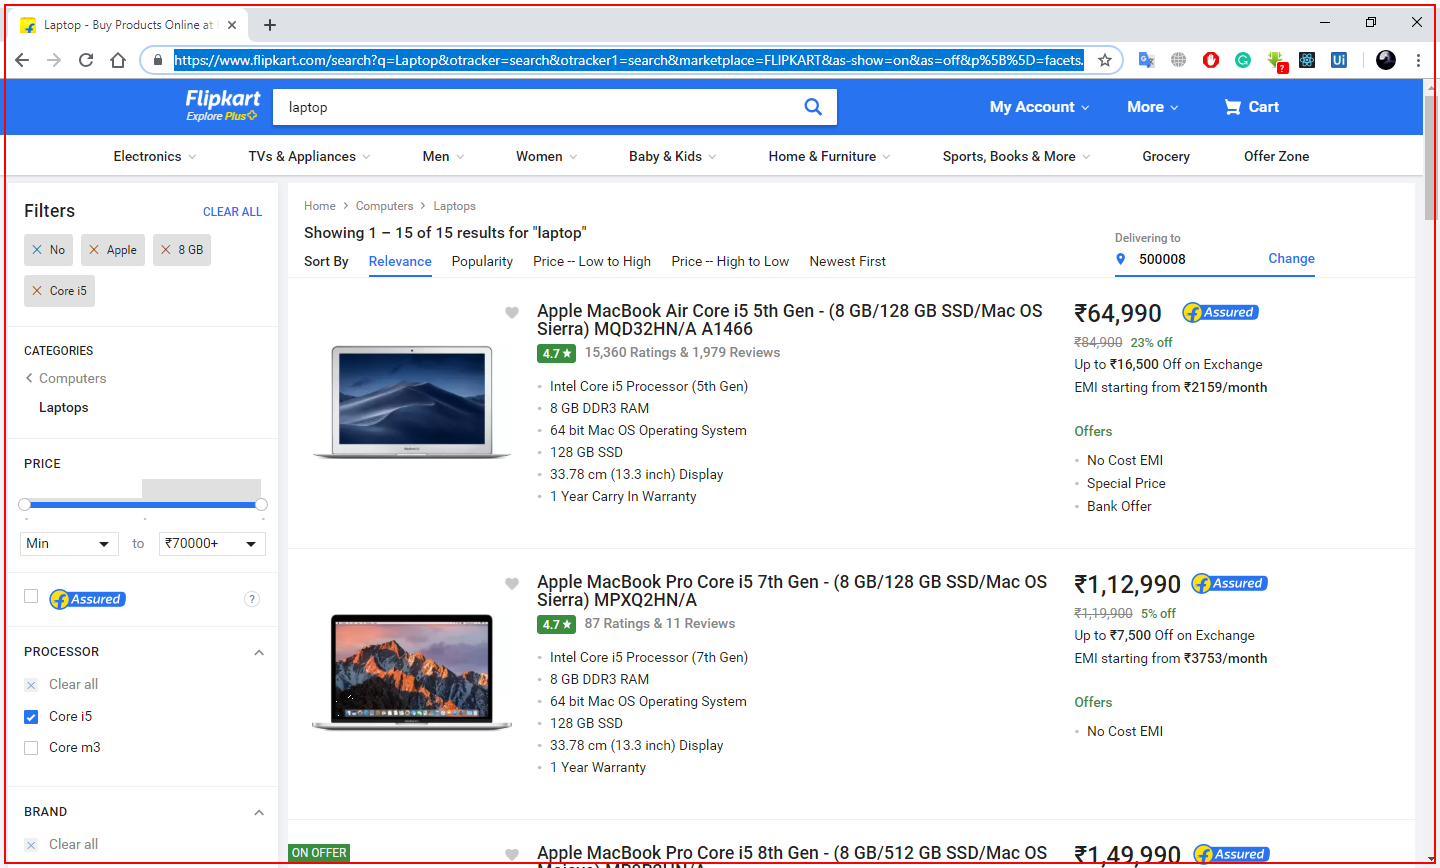 Laptop - Buy Products Online at
https://www.flipkart.com/search?q=Laptop&otracker=search&otracker1=search&marketplace=FLIPKART&as-show=on&as=off&p%5B%5D=facets.
?
Ui
Flipkart
Explore Plus
laptop
My Account
More
Cart
Electronics
TVs & Appliances
Men
Women
Baby & Kids
Home & Furniture
Sports, Books & More
Grocery
Offer Zone
Filters
CLEAR ALL
No
Apple
8 GB
Core i5
CATEGORIES
Computers
Laptops
PRICE
Min
to
₹70000+
Assured
?
PROCESSOR
Clear all
Core i5
Core m3
BRAND
Clear all
Home
Computers
Laptops
Showing 1 – 15 of 15 results for "laptop"
Sort By
Relevance
Popularity
Price -- Low to High
Price -- High to Low
Newest First
Delivering to
500008
Change
Apple MacBook Air Core i5 5th Gen - (8 GB/128 GB SSD/Mac OS
Sierra) MQD32HN/A A1466
4.7
15,360 Ratings & 1,979 Reviews
Intel Core i5 Processor (5th Gen)
8 GB DDR3 RAM
64 bit Mac OS Operating System
128 GB SSD
33.78 cm (13.3 inch) Display
1 Year Carry In Warranty
₹64,990
Assured
₹84,900 23% off
Up to ₹16,500 Off on Exchange
EMI starting from ₹2159/month
Offers
No Cost EMI
Special Price
Bank Offer
Apple MacBook Pro Core i5 7th Gen - (8 GB/128 GB SSD/Mac OS
Sierra) MPXQ2HN/A
4.7
87 Ratings & 11 Reviews
Intel Core i5 Processor (7th Gen)
8 GB DDR3 RAM
64 bit Mac OS Operating System
128 GB SSD
33.78 cm (13.3 inch) Display
1 Year Warranty
₹1,12,990
Assured
₹1,19,900 5% off
Up to ₹7,500 Off on Exchange
EMI starting from ₹3753/month
Offers
No Cost EMI
ON OFFER
Apple MacBook Pro Core i5 8th Gen - (8 GB/512 GB SSD/Mac OS
₹1,49,990
Assured